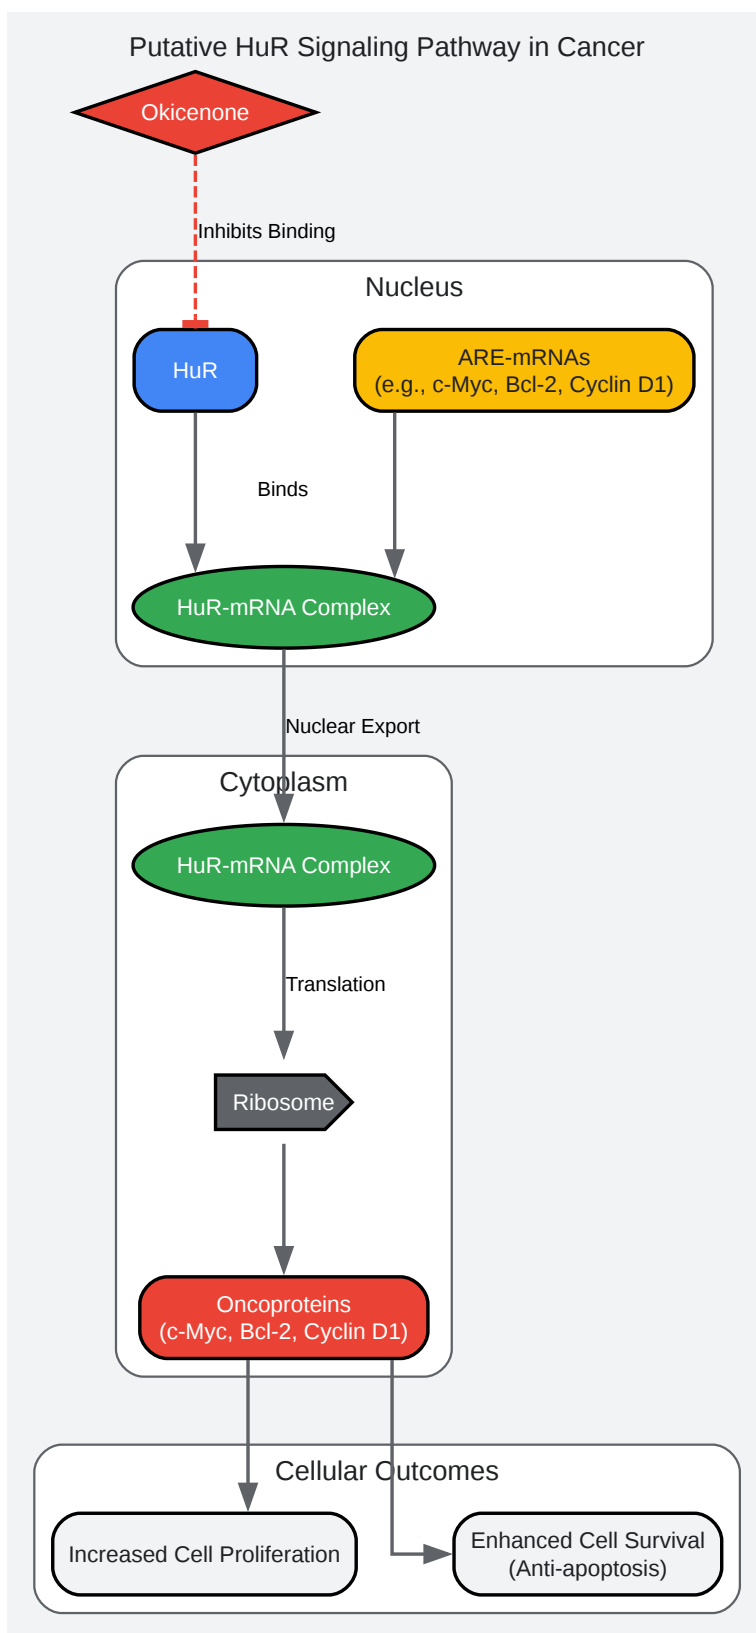 Putative HuR Signaling Pathway in Cancer
Okicenone
Inhibits Binding
Nucleus
HuR
ARE-mRNAs
(e.g., c-Myc, Bcl-2, Cyclin D1)
Binds
HuR-mRNA Complex
Nuclear Export
Cytoplasm
HuR-mRNA Complex
Translation
Ribosome
Oncoproteins
(c-Myc, Bcl-2, Cyclin D1)
Cellular Outcomes
Increased Cell Proliferation
Enhanced Cell Survival
(Anti-apoptosis)